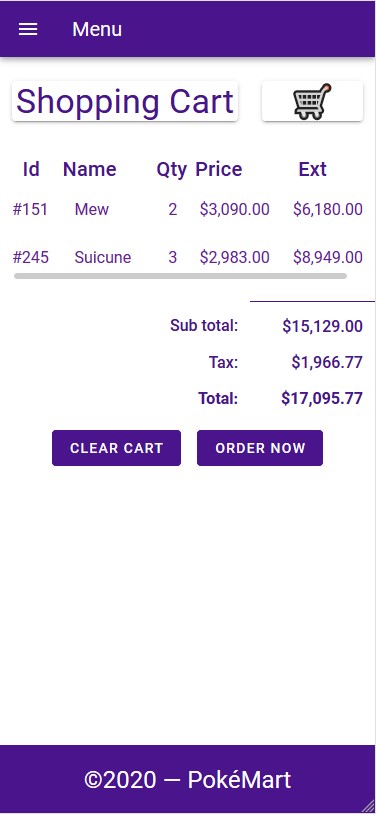 Menu
Shopping Cart
Id Name Qty Price Ext
#151 Mew 2 $3,090.00 $6,180.00
#245 Suicune 3 $2,983.00 $8,949.00
Sub total: $15,129.00
Tax: $1,966.77
Total: $17,095.77
CLEAR CART ORDER NOW
©2020 — PokéMart